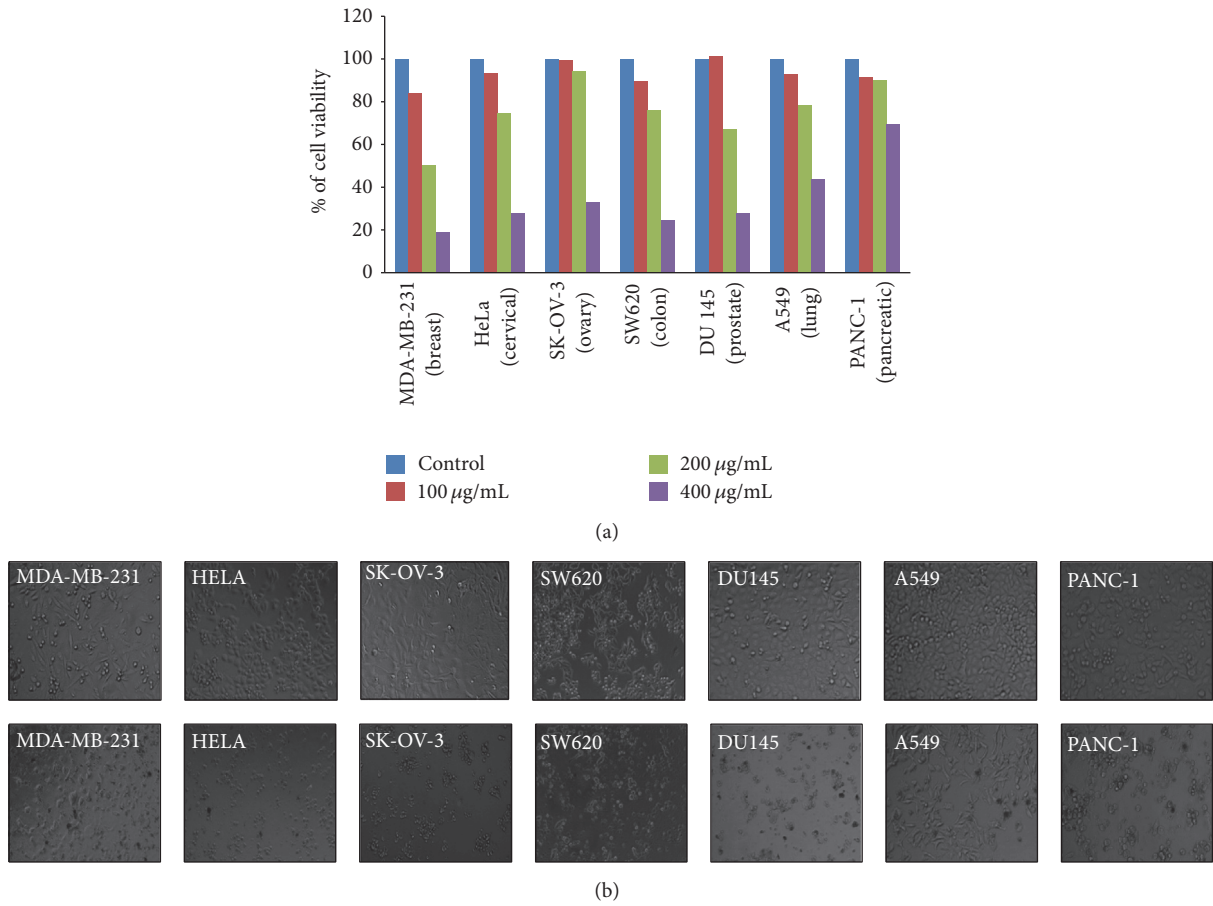 120
100
80
60
40
20
0
% of cell viability
MDA-MB-231
(breast)
HeLa
(cervical)
SK-OV-3
(ovary)
SW620
(colon)
DU 145
(prostate)
A549
(lung)
PANC-1
(pancreatic)
Control
100 μg/mL
200 μg/mL
400 μg/mL
(a)
MDA-MB-231 HELA SK-OV-3 SW620 DU145 A549 PANC-1
MDA-MB-231 HELA SK-OV-3 SW620 DU145 A549 PANC-1
(b)